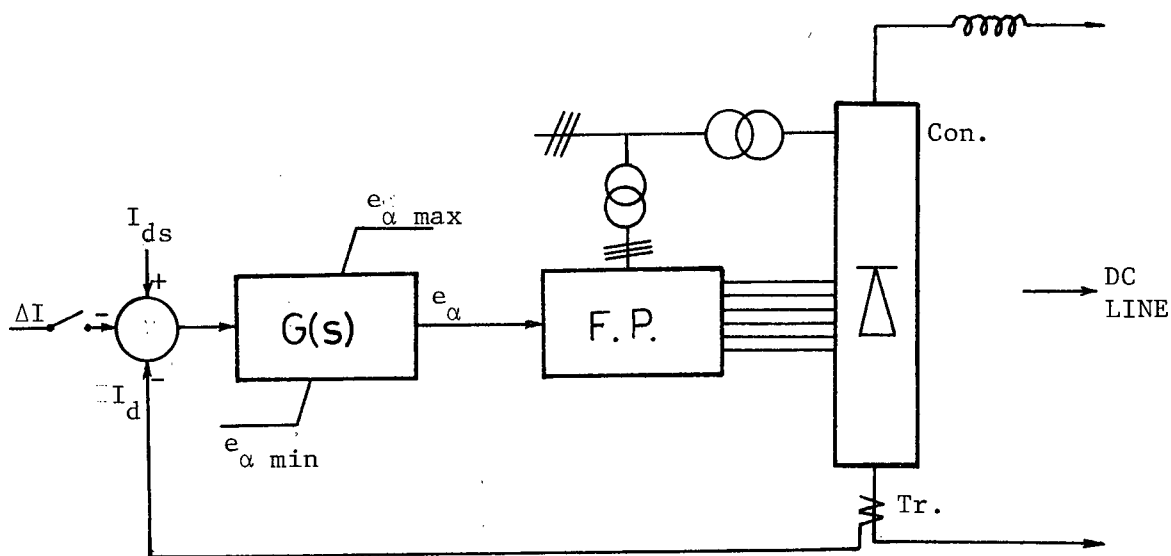 Con.
e α max
I ds
ΔI
+
-
-
G(s)
e α
F. P.
DC
LINE
I d
e α min
Tr.